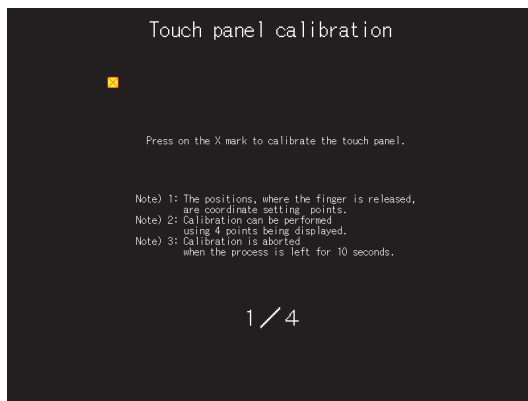 Touch panel calibration
X
Press on the X mark to calibrate the touch panel.
Note) 1: The positions, where the finger is released,
are coordinate setting points.
Note) 2: Calibration can be performed
using 4 points being displayed.
Note) 3: Calibration is aborted
when the process is left for 10 seconds.
1/4